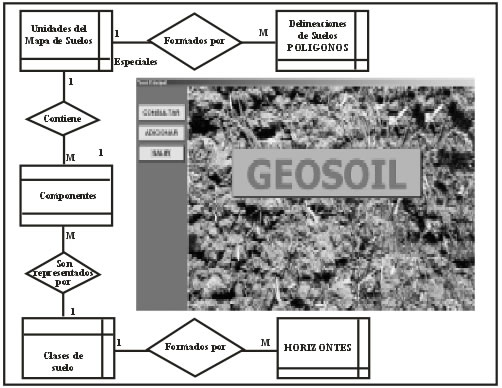 Unidades del
Mapa de Suelos
1
Formados por
M
Delineaciones
de Suelos
POLIGONOS
Especiales
1
Contiene
M
1
Componentes
M
Son
representados
por
1
CONSULTAR
ADICIONAR
SALIR
GEOSOIL
Clases de
suelo
1
Formados por
M
HORIZONTES